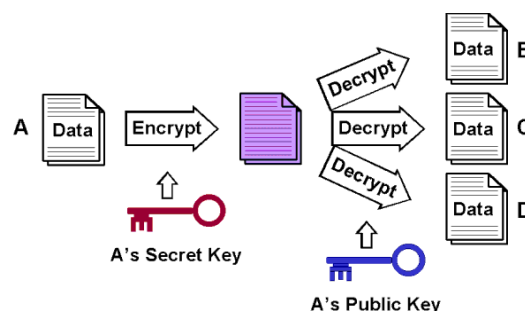 A
Data
Encrypt
A's Secret Key
Decrypt
Decrypt
Decrypt
A's Public Key
Data
Data
Data